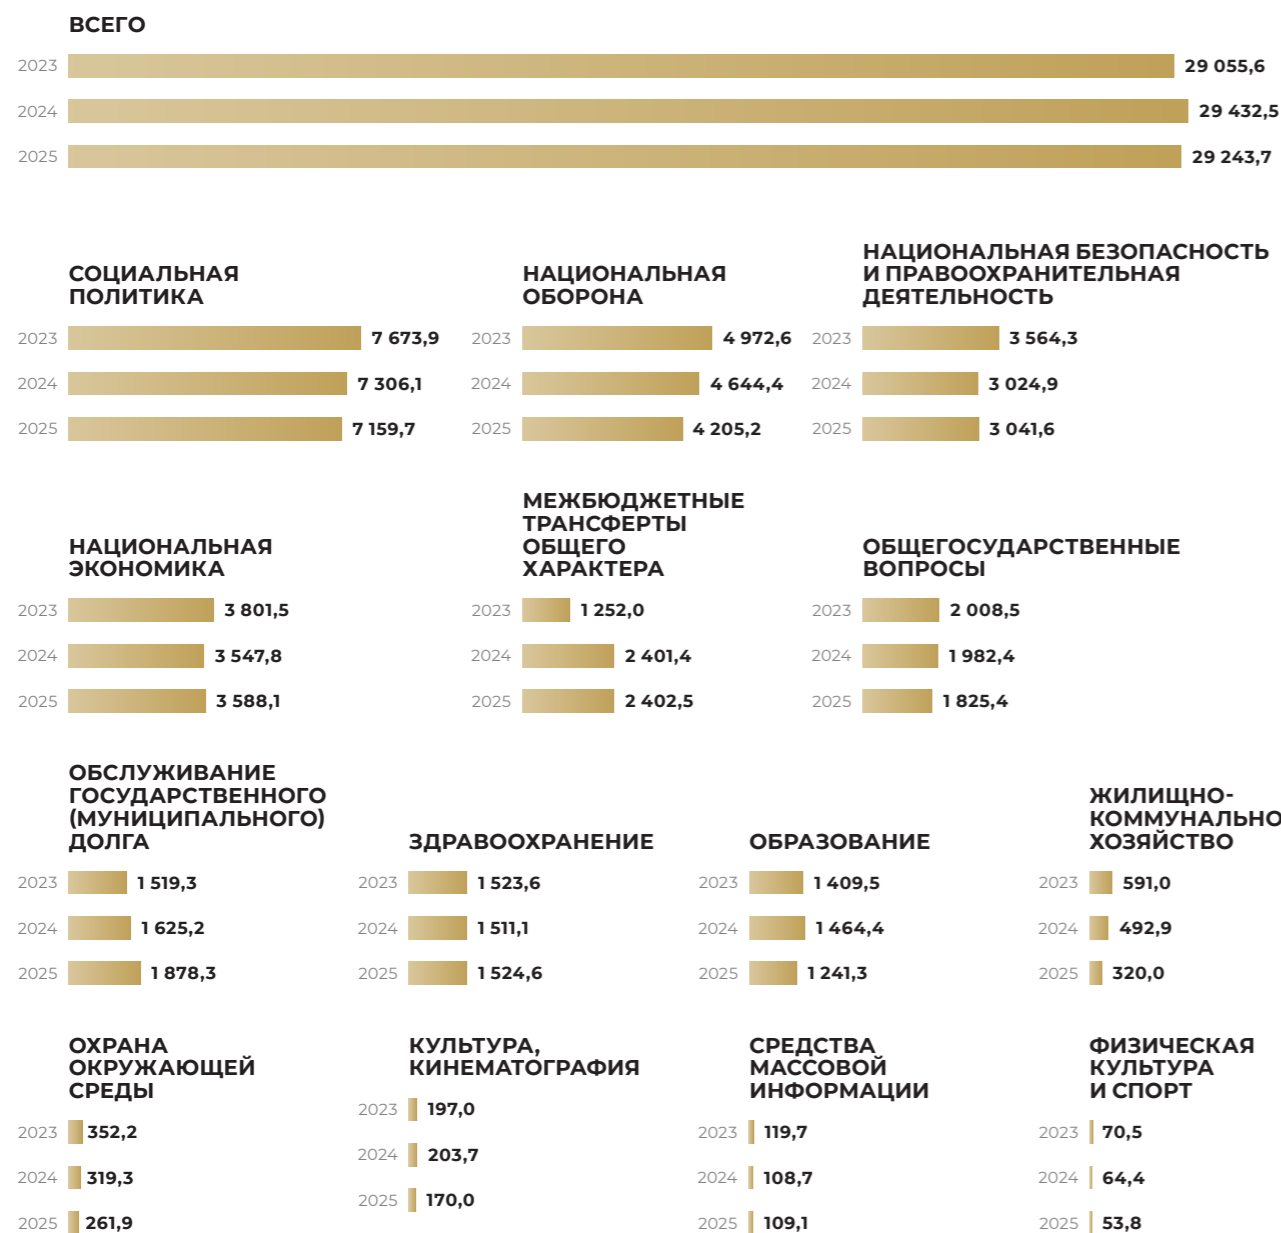 ВСЕГО
2023 29 055,6
2024 29 432,5
2025 29 243,7
СОЦИАЛЬНАЯ
ПОЛИТИКА
2023 7 673,9
2024 7 306,1
2025 7 159,7
НАЦИОНАЛЬНАЯ
ОБОРОНА
2023 4 972,6
2024 4 644,4
2025 4 205,2
НАЦИОНАЛЬНАЯ БЕЗОПАСНОСТЬ
И ПРАВООХРАНИТЕЛЬНАЯ
ДЕЯТЕЛЬНОСТЬ
2023 3 564,3
2024 3 024,9
2025 3 041,6
НАЦИОНАЛЬНАЯ
ЭКОНОМИКА
2023 3 801,5
2024 3 547,8
2025 3 588,1
МЕЖБЮДЖЕТНЫЕ
ТРАНСФЕРТЫ
ОБЩЕГО
ХАРАКТЕРА
2023 1 252,0
2024 2 401,4
2025 2 402,5
ОБЩЕГОСУДАРСТВЕННЫЕ
ВОПРОСЫ
2023 2 008,5
2024 1 982,4
2025 1 825,4
ОБСЛУЖИВАНИЕ
ГОСУДАРСТВЕННОГО
(МУНИЦИПАЛЬНОГО)
ДОЛГА
2023 1 519,3
2024 1 625,2
2025 1 878,3
ЗДРАВООХРАНЕНИЕ
2023 1 523,6
2024 1 511,1
2025 1 524,6
ОБРАЗОВАНИЕ
2023 1 409,5
2024 1 464,4
2025 1 241,3
ЖИЛИЩНО-
КОММУНАЛЬНО
ХОЗЯЙСТВО
2023 591,0
2024 492,9
2025 320,0
ОХРАНА
ОКРУЖАЮЩЕЙ
СРЕДЫ
2023 352,2
2024 319,3
2025 261,9
КУЛЬТУРА,
КИНЕМАТОГРАФИЯ
2023 197,0
2024 203,7
2025 170,0
СРЕДСТВА
МАССОВОЙ
ИНФОРМАЦИИ
2023 119,7
2024 108,7
2025 109,1
ФИЗИЧЕСКАЯ
КУЛЬТУРА
И СПОРТ
2023 70,5
2024 64,4
2025 53,8